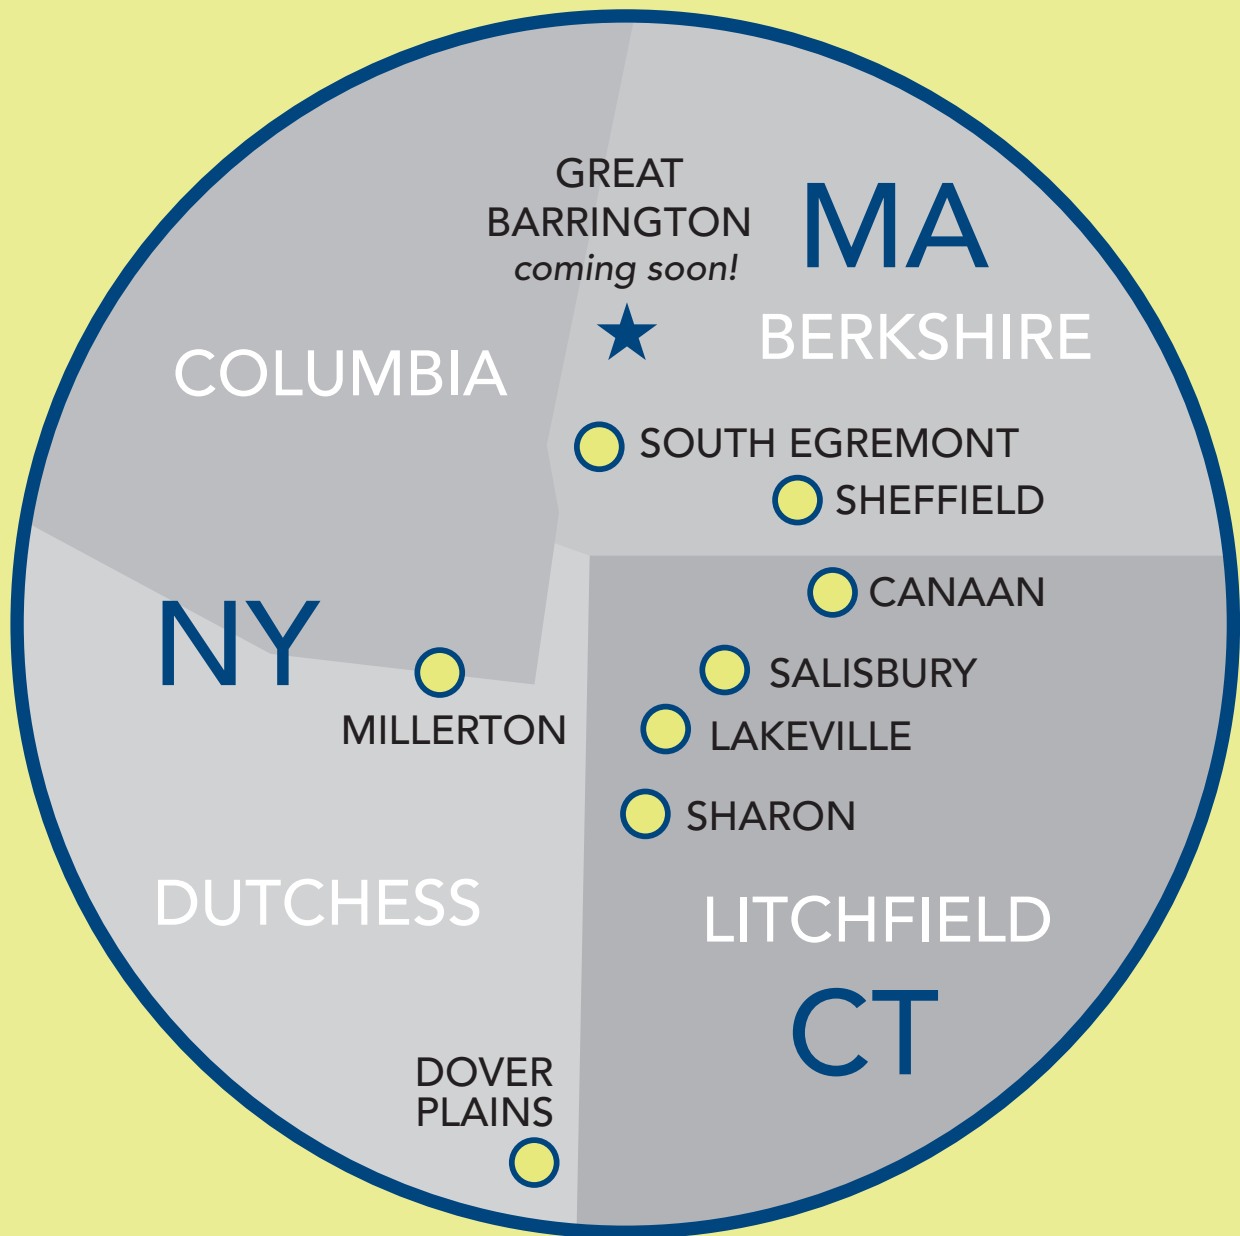 GREAT
BARRINGTON
coming soon!
MA
BERKSHIRE
COLUMBIA
SOUTH EGREMONT
SHEFFIELD
CANAAN
NY
SALISBURY
MILLERTON
LAKEVILLE
SHARON
DUTCHESS
LITCHFIELD
CT
DOVER
PLAINS